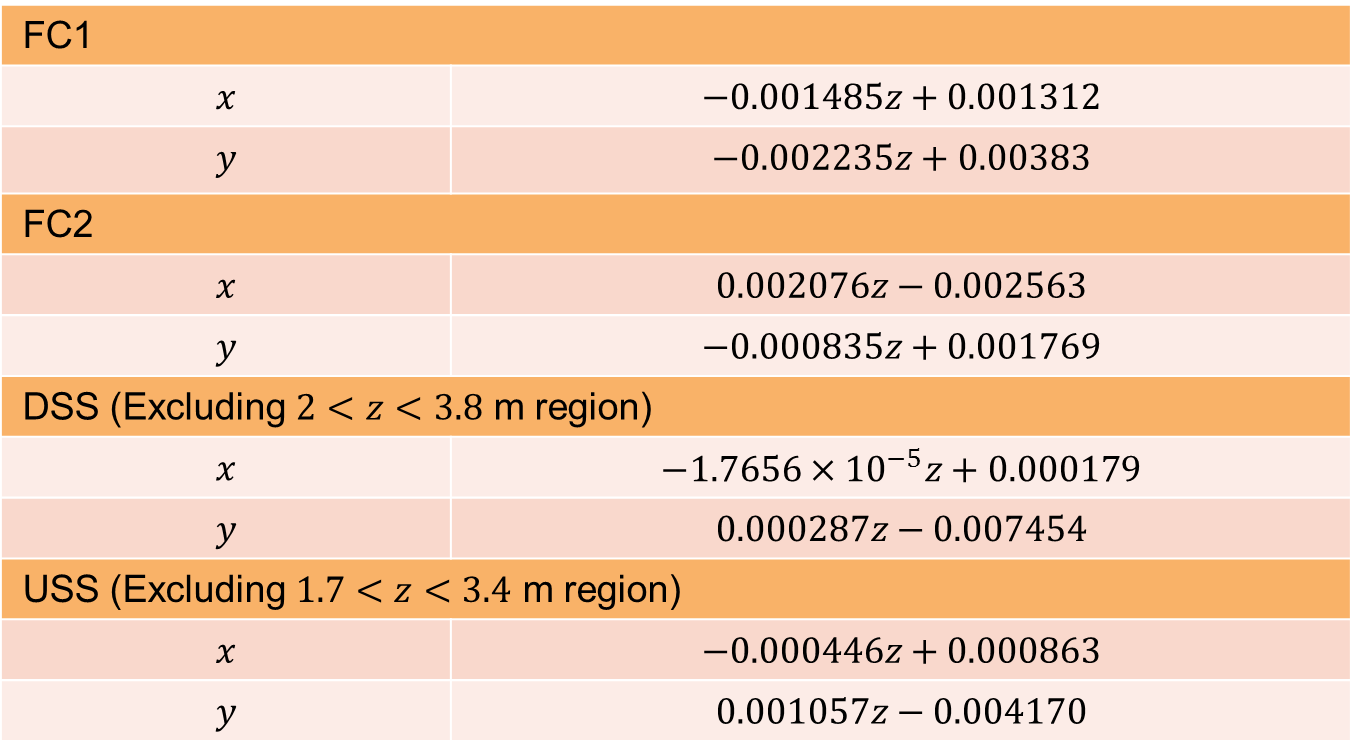 FC1
x −0.001485z + 0.001312
y −0.002235z + 0.00383
FC2
x 0.002076z − 0.002563
y −0.000835z + 0.001769
DSS (Excluding 2 < z < 3.8 m region)
x −1.7656 × 10⁻⁵z + 0.000179
y 0.000287z − 0.007454
USS (Excluding 1.7 < z < 3.4 m region)
x −0.000446z + 0.000863
y 0.001057z − 0.004170